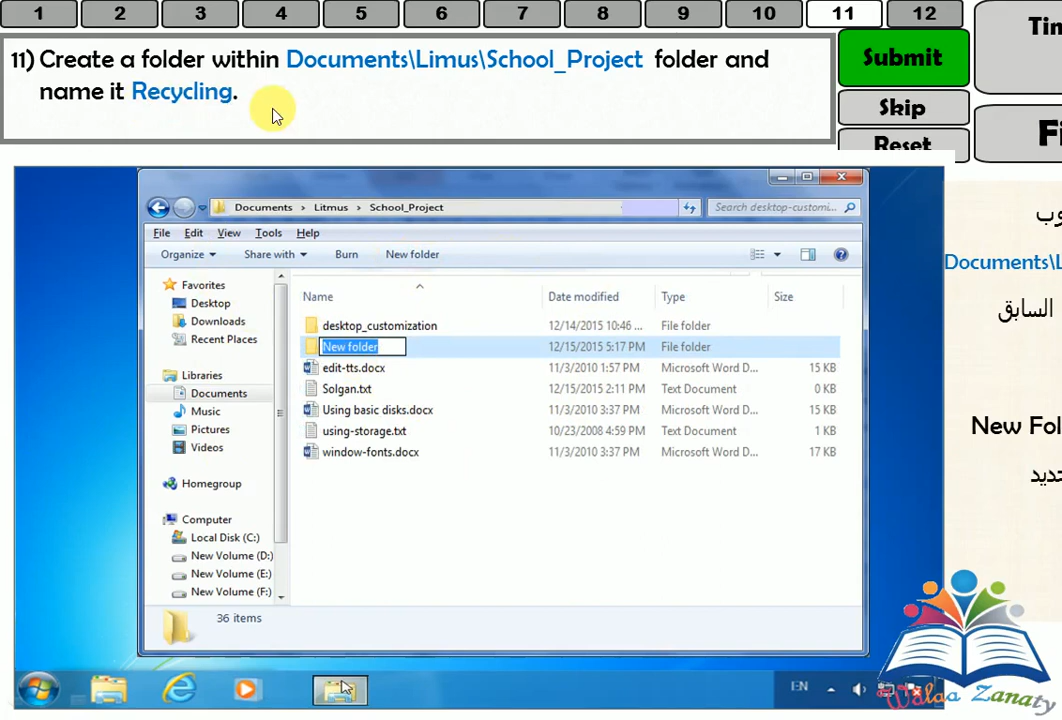 1 2 3 4 5 6 7 8 9 10 11 12
11) Create a folder within Documents\Limus\School_Project folder and
name it Recycling.
Submit
Skip
Reset
Documents > Litmus > School_Project
Search desktop-customi...
File Edit View Tools Help
Organize Share with Burn New folder
Name Date modified Type Size
desktop_customization 12/14/2015 10:46 ... File folder
New folder 12/15/2015 5:17 PM File folder
edit-tts.docx 11/3/2010 1:57 PM Microsoft Word D... 15 KB
Solgan.txt 12/15/2015 2:11 PM Text Document 0 KB
Using basic disks.docx 11/3/2010 3:37 PM Microsoft Word D... 15 KB
using-storage.txt 10/23/2008 4:59 PM Text Document 1 KB
window-fonts.docx 11/3/2010 3:37 PM Microsoft Word D... 17 KB
Favorites
Desktop
Downloads
Recent Places
Libraries
Documents
Music
Pictures
Videos
Homegroup
Computer
Local Disk (C:)
New Volume (D:)
New Volume (E:)
New Volume (F:)
36 items
EN
Documents\L
السابق
New Fol
Walaa Zanaty